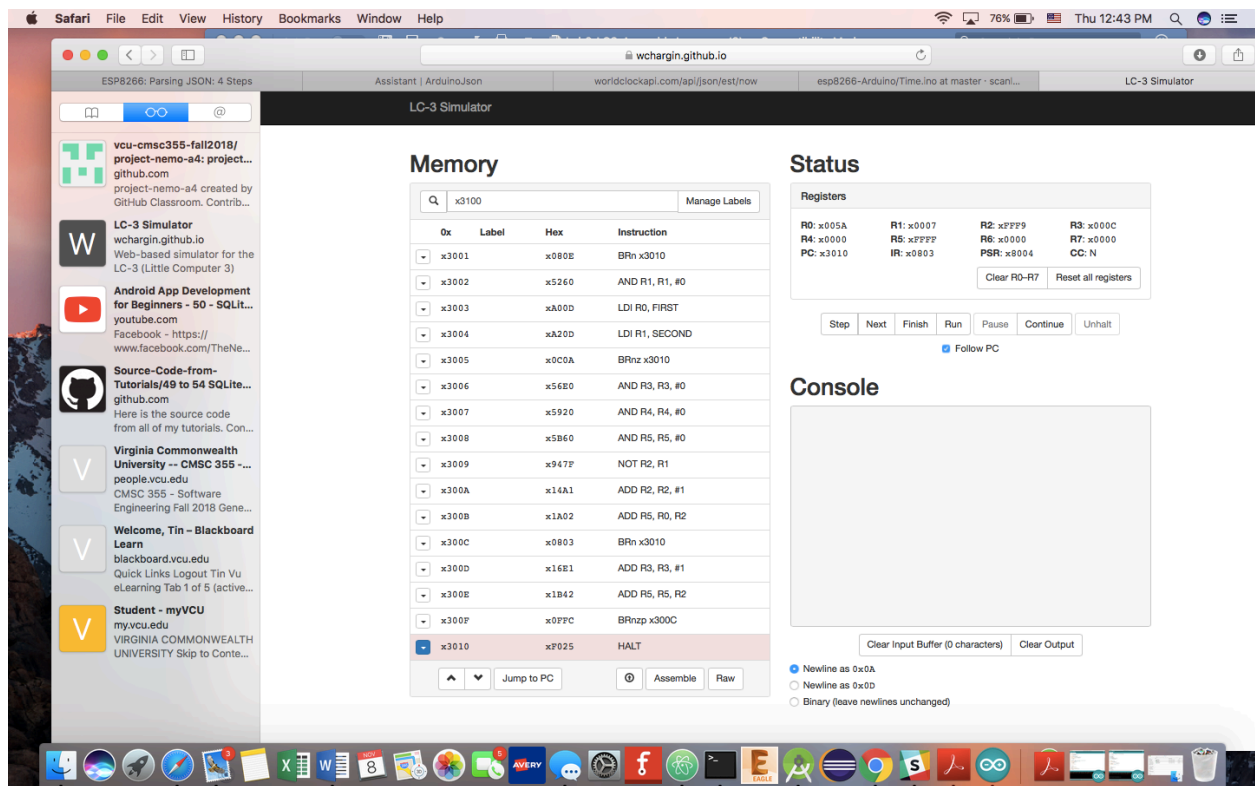 Safari File Edit View History Bookmarks Window Help 76% Thu 12:43 PM
wchargin.github.io
ESP8266: Parsing JSON: 4 Steps Assistant | ArduinoJson worldclockapi.com/api/json/est/now esp8266-Arduino/Time.ino at master · scanl... LC-3 Simulator
@
vcu-cmsc355-fall2018/
project-nemo-a4: project...
github.com
project-nemo-a4 created by
GitHub Classroom. Contrib...
W
LC-3 Simulator
wchargin.github.io
Web-based simulator for the
LC-3 (Little Computer 3)
Android App Development
for Beginners - 50 - SQLit...
youtube.com
Facebook - https://
www.facebook.com/TheNe...
Source-Code-from-
Tutorials/49 to 54 SQLite...
github.com
Here is the source code
from all of my tutorials. Con...
V
Virginia Commonwealth
University -- CMSC 355 -...
people.vcu.edu
CMSC 355 - Software
Engineering Fall 2018 Gene...
V
Welcome, Tin – Blackboard
Learn
blackboard.vcu.edu
Quick Links Logout Tin Vu
eLearning Tab 1 of 5 (active...
V
Student - myVCU
my.vcu.edu
VIRGINIA COMMONWEALTH
UNIVERSITY Skip to Conte...
LC-3 Simulator
Memory
x3100 Manage Labels
0x Label Hex Instruction
x3001 x080E BRn x3010
x3002 x5260 AND R1, R1, #0
x3003 xA00D LDI R0, FIRST
x3004 xA20D LDI R1, SECOND
x3005 x0C0A BRnz x3010
x3006 x56E0 AND R3, R3, #0
x3007 x5920 AND R4, R4, #0
x3008 x5B60 AND R5, R5, #0
x3009 x947F NOT R2, R1
x300A x14A1 ADD R2, R2, #1
x300B x1A02 ADD R5, R0, R2
x300C x0803 BRn x3010
x300D x16E1 ADD R3, R3, #1
x300E x1B42 ADD R5, R5, R2
x300F x0FFC BRnzp x300C
x3010 xF025 HALT
Jump to PC Assemble Raw
Status
Registers
R0: x005A R1: x0007 R2: xFFF9 R3: x000C
R4: x0000 R5: xFFFF R6: x0000 R7: x0000
PC: x3010 IR: x0803 PSR: x8004 CC: N
Clear R0–R7 Reset all registers
Step Next Finish Run Pause Continue Unhalt
Follow PC
Console
Clear Input Buffer (0 characters) Clear Output
Newline as 0x0A
Newline as 0x0D
Binary (leave newlines unchanged)
3 X W NOV 8 5 AVERY f >_ EAGLE S